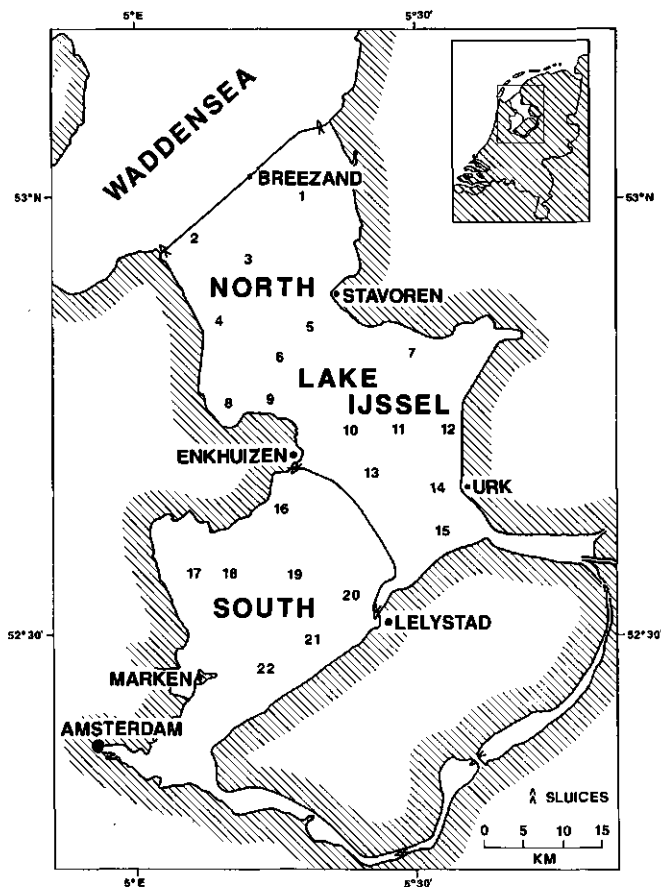 5°E 5°30'
WADDENSEA
BREEZAND
1
53°N 53°N
2
3
NORTH
STAVOREN
4
5
6
7
LAKE
IJSSEL
8
9
10 11 12
ENKHUIZEN
13
14
URK
16
15
17 18 19
20
SOUTH
LELYSTAD
52°30' 52°30'
21
22
MARKEN
AMSTERDAM
SLUICES
0 5 10 15
KM
5°E 5°30'